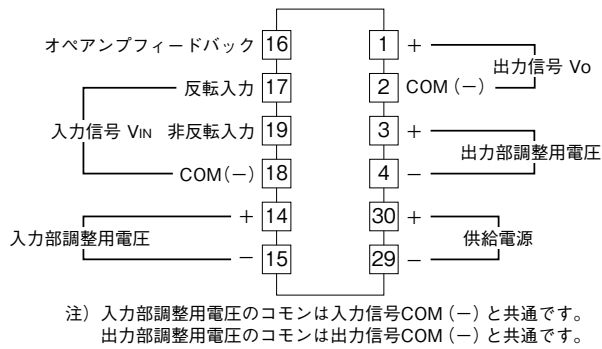 オペアンプフィードバック 16 1 +
出力信号 Vo
反転入力 17 2 COM(−)
入力信号 VIN 非反転入力 19 3 +
出力部調整用電圧
COM(−) 18 4 −
+ 14 30 +
入力部調整用電圧 供給電源
− 15 29 −
注)入力部調整用電圧のコモンは入力信号COM(−)と共通です。
出力部調整用電圧のコモンは出力信号COM(−)と共通です。